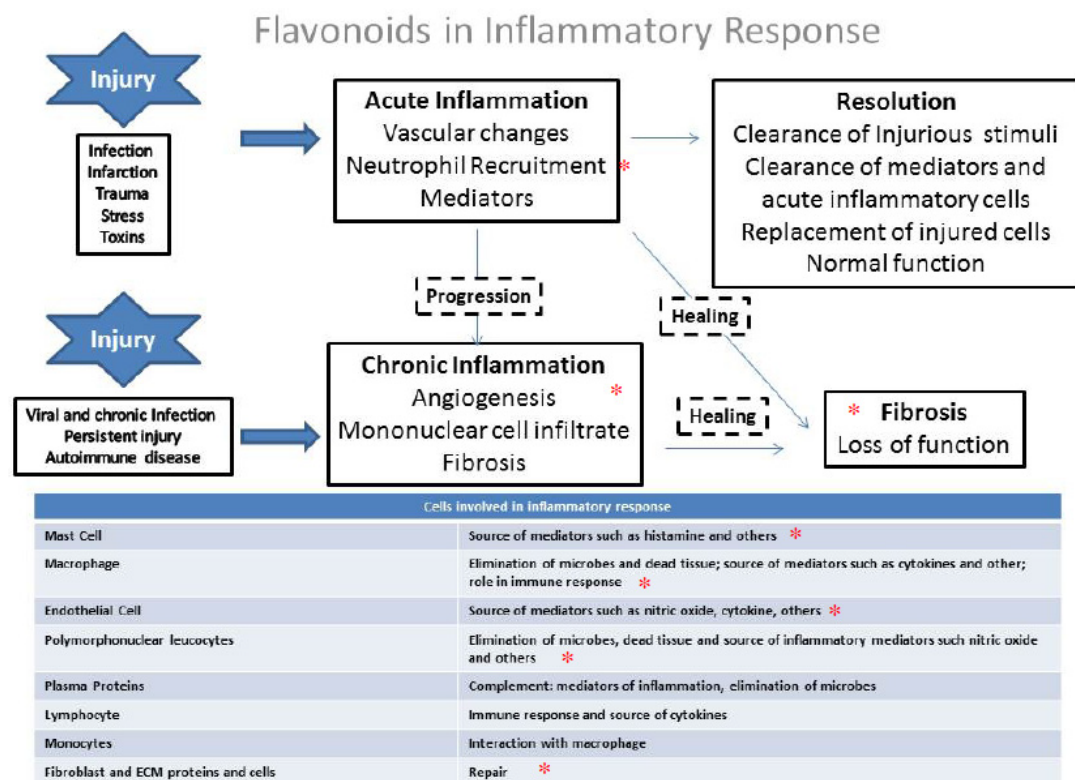 Flavonoids in Inflammatory Response
Injury
Infection
Infarction
Trauma
Stress
Toxins
Acute Inflammation
Vascular changes
Neutrophil Recruitment *
Mediators
Resolution
Clearance of Injurious stimuli
Clearance of mediators and
acute inflammatory cells
Replacement of injured cells
Normal function
Progression
Healing
Injury
Viral and chronic Infection
Persistent injury
Autoimmune disease
Chronic Inflammation
Angiogenesis *
Mononuclear cell infiltrate
Fibrosis
Healing
* Fibrosis
Loss of function
Cells involved in inflammatory response
Mast Cell
Source of mediators such as histamine and others *
Macrophage
Elimination of microbes and dead tissue; source of mediators such as cytokines and other;
role in immune response *
Endothelial Cell
Source of mediators such as nitric oxide, cytokine, others *
Polymorphonuclear leucocytes
Elimination of microbes, dead tissue and source of inflammatory mediators such nitric oxide
and others *
Plasma Proteins
Complement: mediators of inflammation, elimination of microbes
Lymphocyte
Immune response and source of cytokines
Monocytes
Interaction with macrophage
Fibroblast and ECM proteins and cells
Repair *